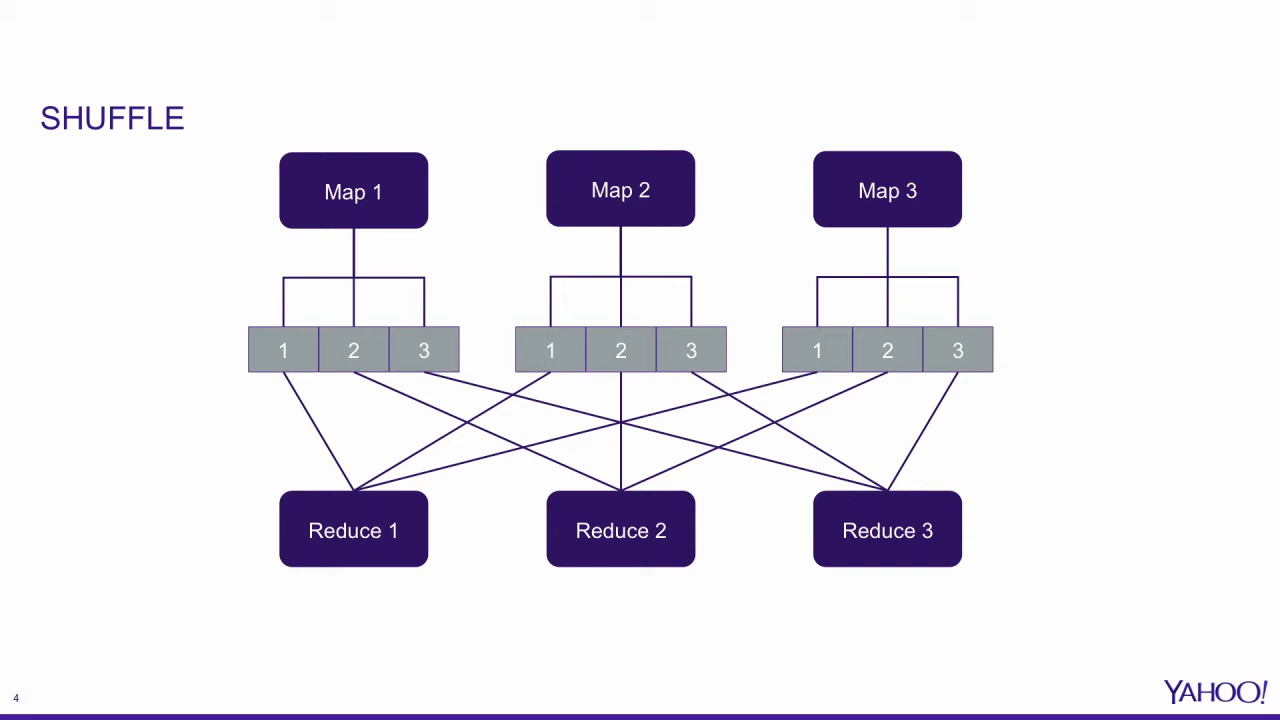 SHUFFLE
Map 1 Map 2 Map 3
1 2 3 1 2 3 1 2 3
Reduce 1 Reduce 2 Reduce 3
4
YAHOO!